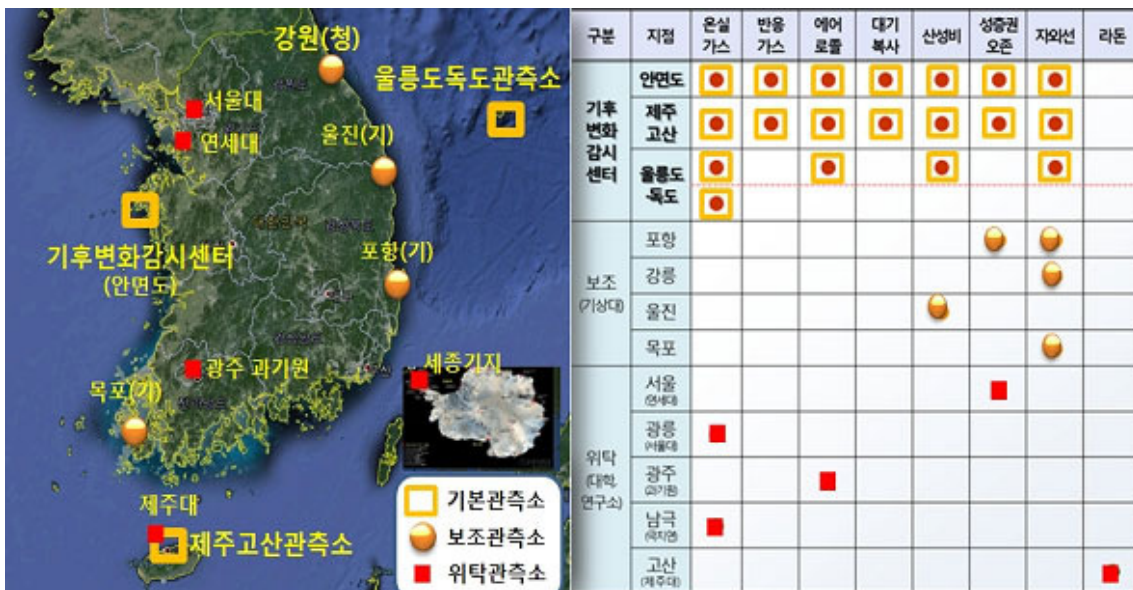 강원(청)
울릉도독도관측소
서울대
연세대
울진(기)
기후변화감시센터
(안면도)
포항(기)
광주 과기원
세종기지
목포(기)
제주대
제주고산관측소
기본관측소
보조관측소
위탁관측소
구분 지점 온실 가스 반응 가스 에어 로졸 대기 복사 산성비 성층권 오존 자외선 라돈
기후
변화
감시
센터
안면도
제주
고산
울릉도
·독도
보조
(기상대)
포항
강릉
울진
목포
위탁
(대학,
연구소)
서울
(연세대)
광릉
(서울대)
광주
(과기원)
남극
(극지연)
고산
(제주대)